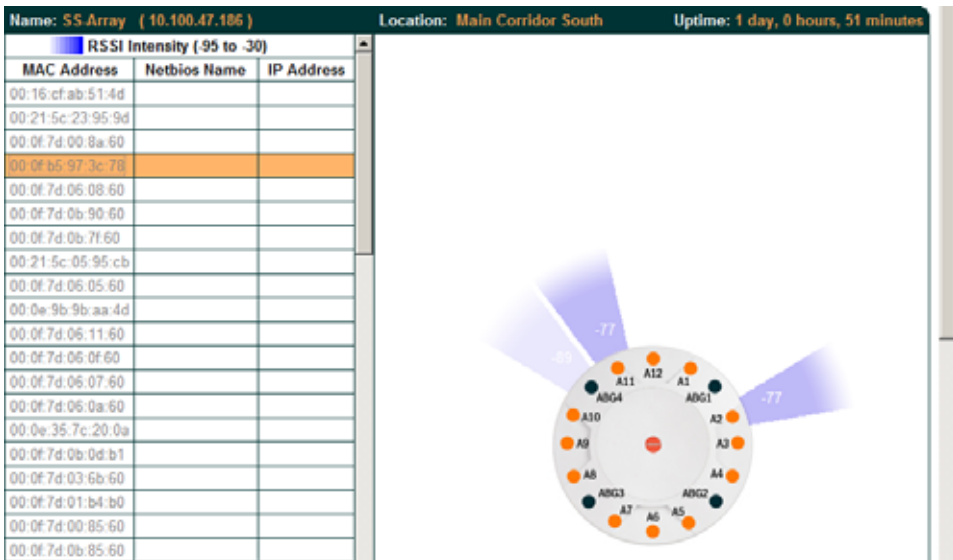 Name: SS-Array ( 10.100.47.186 ) Location: Main Corridor South Uptime: 1 day, 0 hours, 51 minutes
RSSI Intensity (-95 to -30)
MAC Address Netbios Name IP Address
00:16:cf:ab:51:4d
00:21:5c:23:95:9d
00:0f:7d:00:8a:60
00:0f:b5:97:3c:78
00:0f:7d:06:08:60
00:0f:7d:0b:90:60
00:0f:7d:0b:7f:60
00:21:5c:05:95:cb
00:0f:7d:06:05:60
00:0e:9b:9b:aa:4d
00:0f:7d:06:11:60
00:0f:7d:06:0f:60
00:0f:7d:06:07:60
00:0f:7d:06:0a:60
00:0e:35:7c:20:0a
00:0f:7d:0b:0d:b1
00:0f:7d:03:6b:60
00:0f:7d:01:b4:b0
00:0f:7d:00:85:60
00:0f:7d:0b:85:60
-77
-89
-77
A12
A11 A1
ABG4 ABG1
A10 A2
A9 A3
A8 A4
ABG3 ABG2
A7 A6 A5